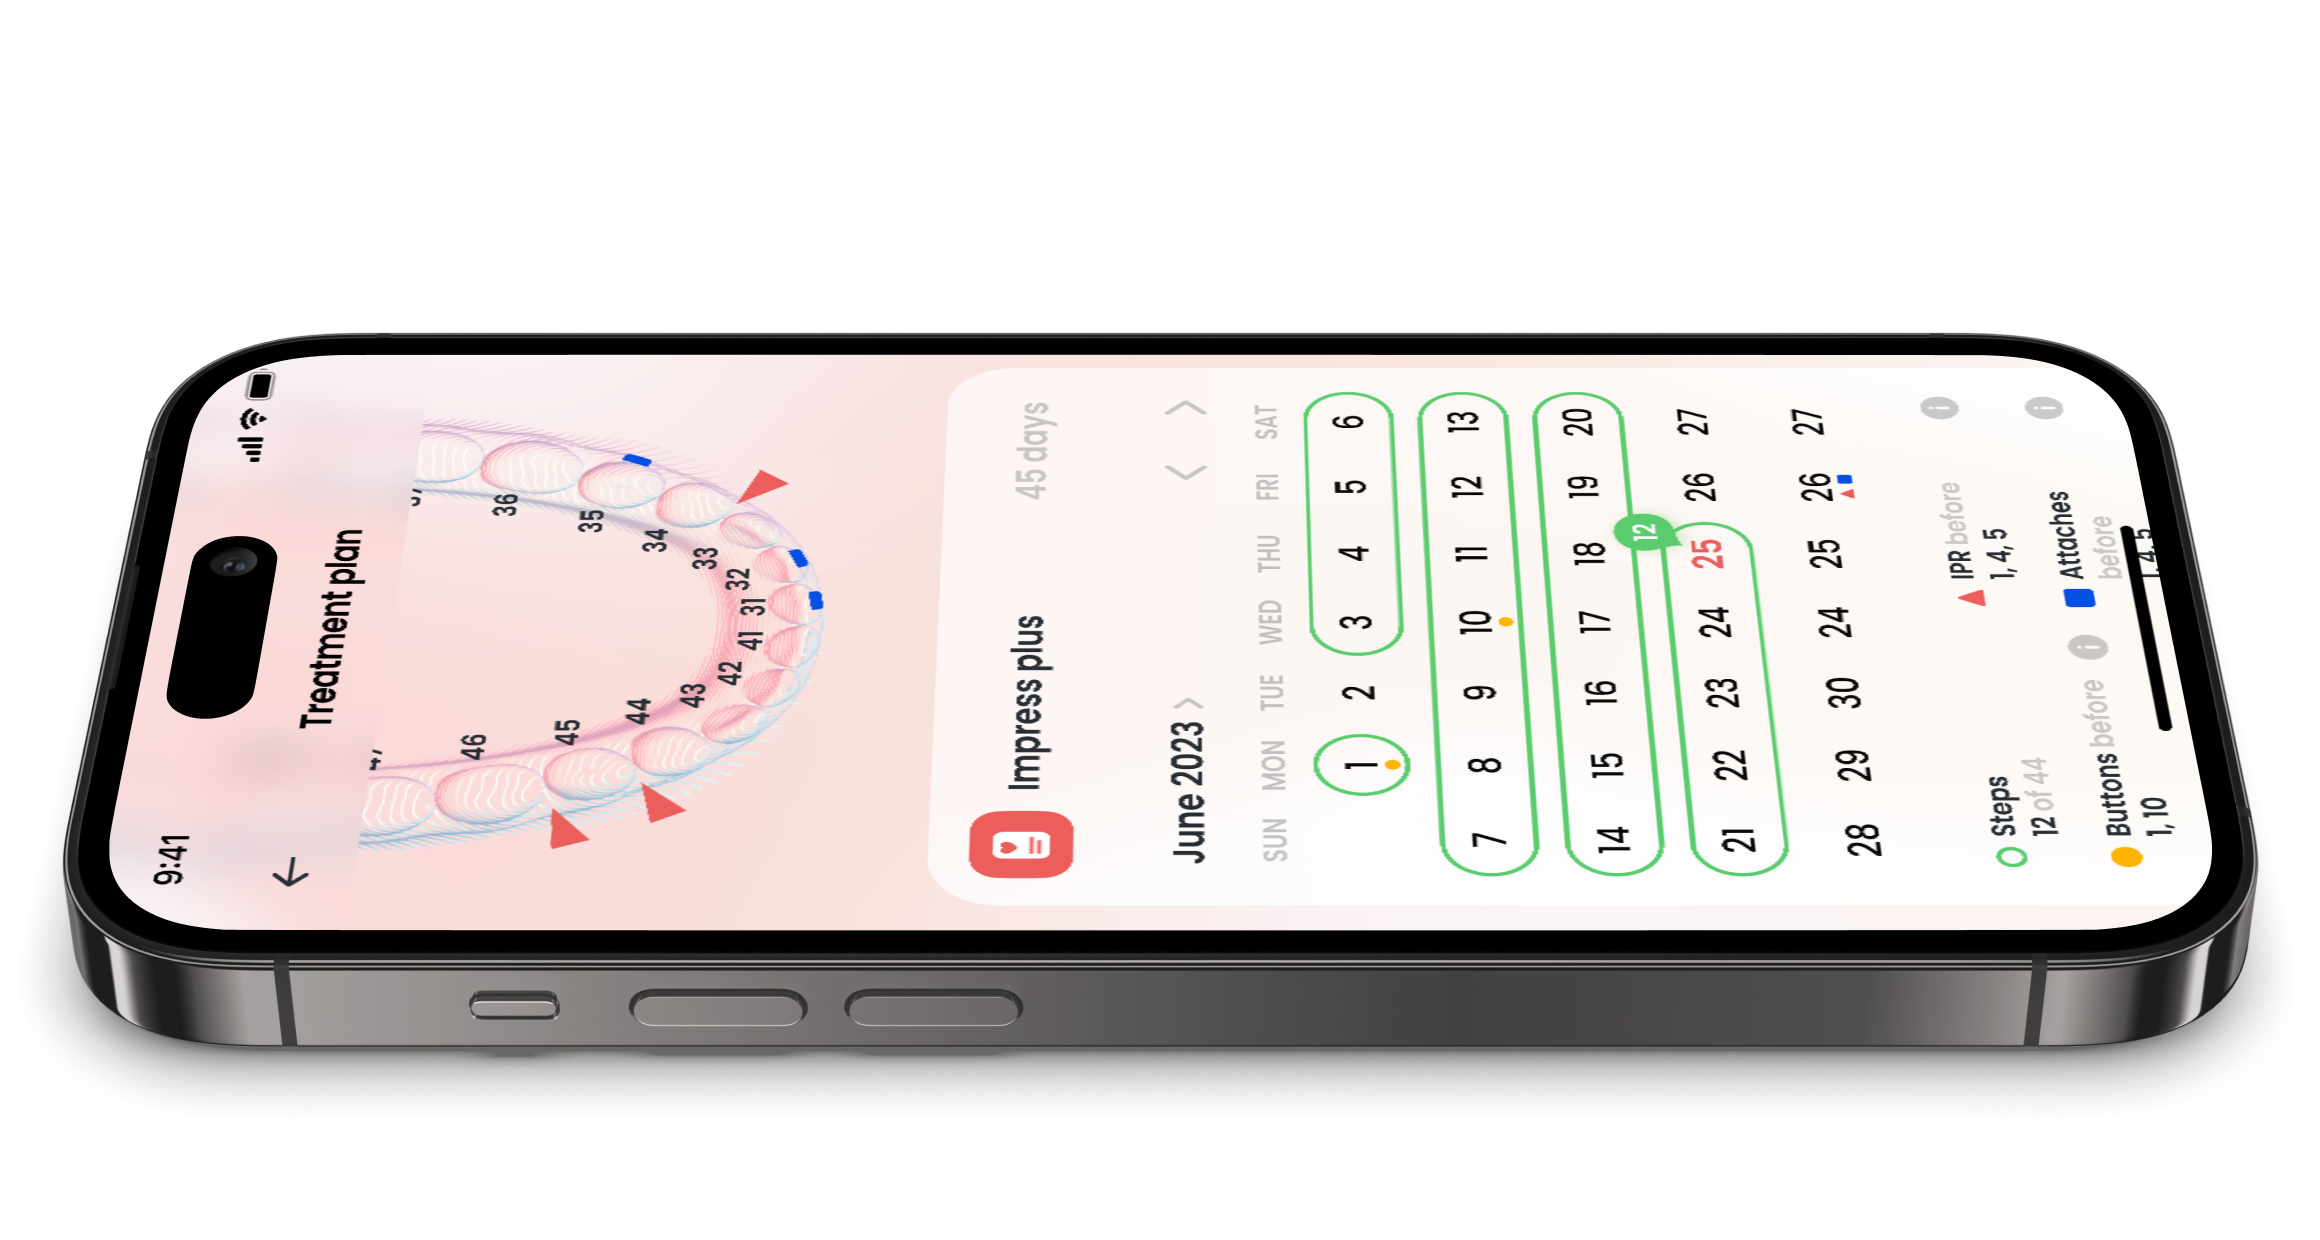 9:41
Treatment plan
36
35
34
33
32
31
41
42
43
44
45
46
Impress plus 45 days
June 2023
SUN MON TUE WED THU FRI SAT
1 2 3 4 5 6
7 8 9 10 11 12 13
12
14 15 16 17 18 19 20
21 22 23 24 25 26 27
28 29 30 24 25 26 27
Steps
12 of 44
IPR before
1, 4, 5
Buttons before
1, 10
Attaches
before
1, 4, 5